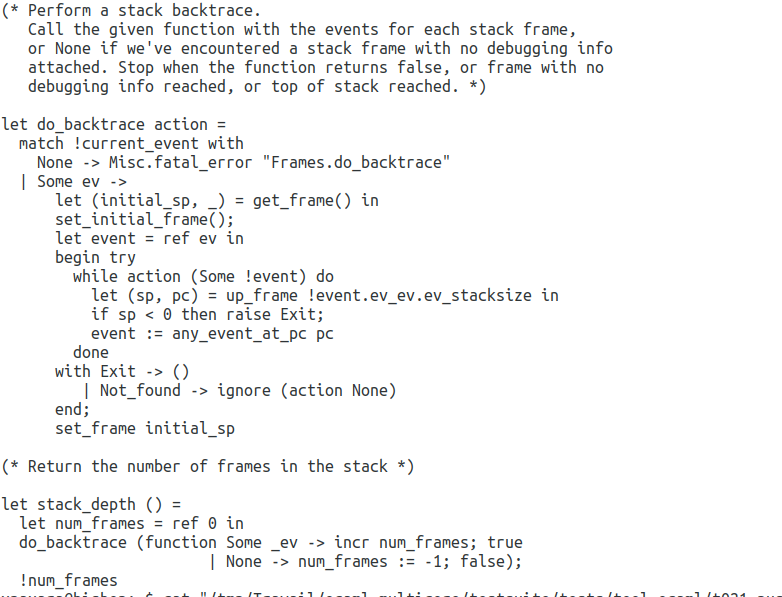 (* Perform a stack backtrace.
   Call the given function with the events for each stack frame,
   or None if we've encountered a stack frame with no debugging info
   attached. Stop when the function returns false, or frame with no
   debugging info reached, or top of stack reached. *)

let do_backtrace action =
  match !current_event with
    None -> Misc.fatal_error "Frames.do_backtrace"
  | Some ev ->
      let (initial_sp, _) = get_frame() in
      set_initial_frame();
      let event = ref ev in
      begin try
        while action (Some !event) do
          let (sp, pc) = up_frame !event.ev_ev.ev_stacksize in
          if sp < 0 then raise Exit;
          event := any_event_at_pc pc
        done
      with Exit -> ()
         | Not_found -> ignore (action None)
      end;
      set_frame initial_sp

(* Return the number of frames in the stack *)

let stack_depth () =
  let num_frames = ref 0 in
  do_backtrace (function Some _ev -> incr num_frames; true
                       | None -> num_frames := -1; false);
  !num_frames